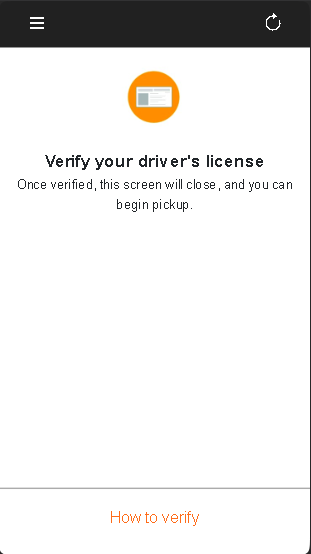 Verify your driver's license
Once verified, this screen will close, and you can
begin pickup.
How to verify